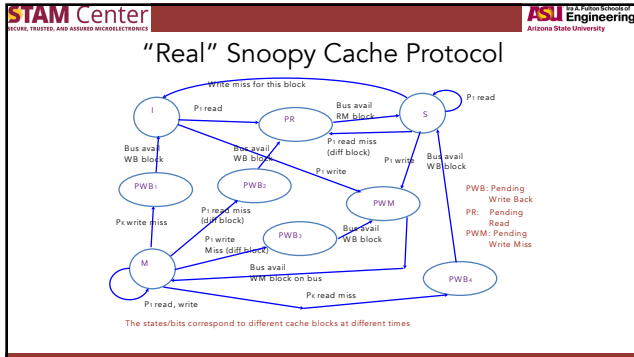 STAM Center
SECURE, TRUSTED, AND ASSURED MICROELECTRONICS
ASU Ira A. Fulton Schools of
Engineering
Arizona State University
“Real” Snoopy Cache Protocol
Write miss for this block
P1 read
I
PR
S
Bus avail
RM block
P1 read
Bus avail
WB block
Bus avail
WB block
P1 read miss
(diff block)
P1 write
P1 write
Bus avail
WB block
PWB1
PWB2
PWM
PWB: Pending
Write Back
PR: Pending
Read
PWM: Pending
Write Miss
PK write miss
P1 read miss
(diff block)
P1 write
Miss (diff block)
PWB3
Bus avail
WB block
M
Bus avail
WM block on bus
PWB4
P1 read, write
PK read miss
The states/bits correspond to different cache blocks at different times